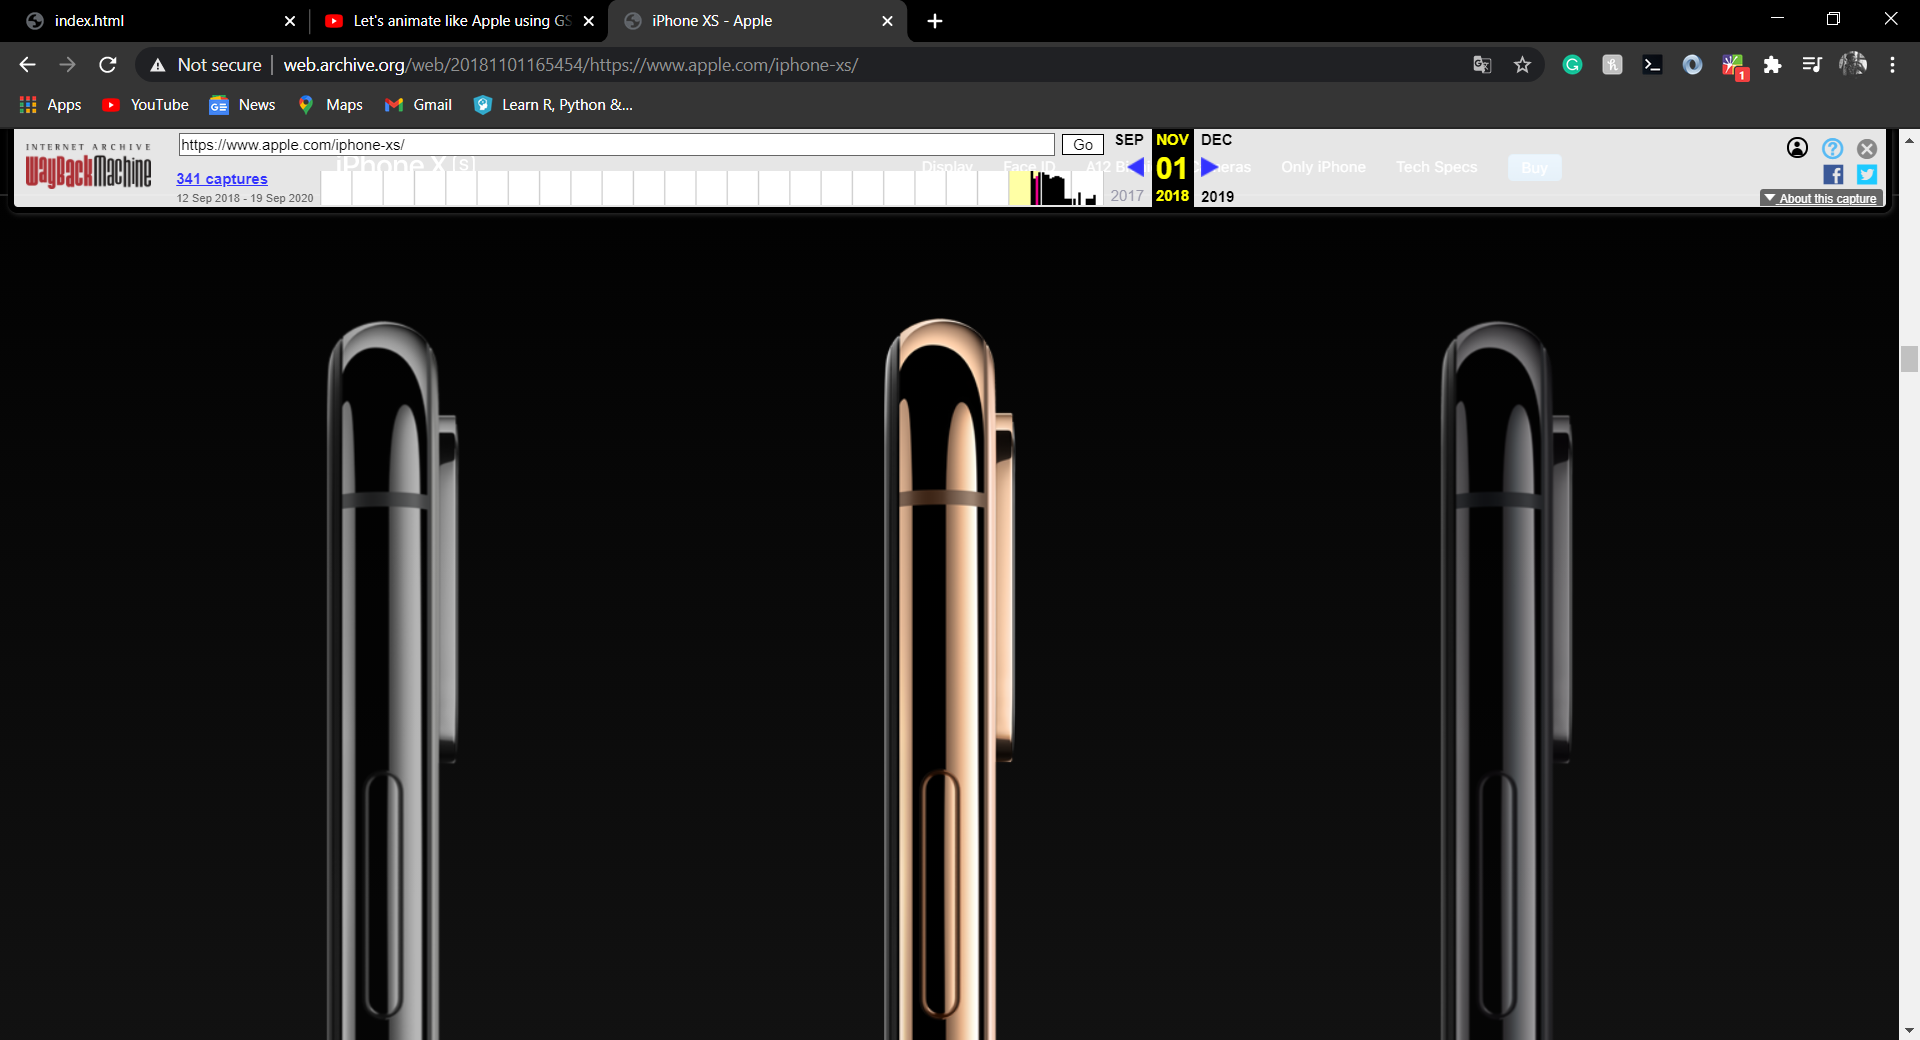 index.html
Let's animate like Apple using GS
iPhone XS - Apple
Not secure | web.archive.org/web/20181101165454/https://www.apple.com/iphone-xs/
1
Apps YouTube News Maps Gmail Learn R, Python &...
INTERNET ARCHIVE
WayBackMachine
https://www.apple.com/iphone-xs/
Go
SEP NOV DEC
iPhone X S
Display Face ID A12 Bi 01 meras Only iPhone Tech Specs Buy
341 captures
12 Sep 2018 - 19 Sep 2020
2017 2018 2019
About this capture